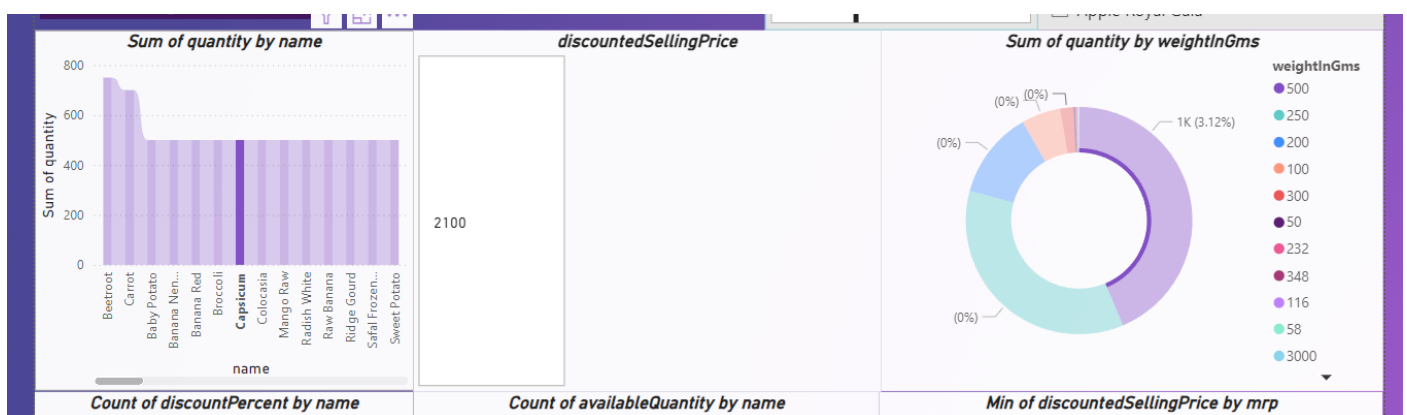 Apple Royal Gala
Sum of quantity by name
800
600
400
200
0
Sum of quantity
Beetroot
Carrot
Baby Potato
Banana Nen...
Banana Red
Broccoli
Capsicum
Colocasia
Mango Raw
Radish White
Raw Banana
Ridge Gourd
Safal Frozen...
Sweet Potato
name
discountedSellingPrice
2100
Sum of quantity by weightInGms
(0%)
(0%)
(0%)
(0%)
1K (3.12%)
weightInGms
500
250
200
100
300
50
232
348
116
58
3000
Count of discountPercent by name
Count of availableQuantity by name
Min of discountedSellingPrice by mrp